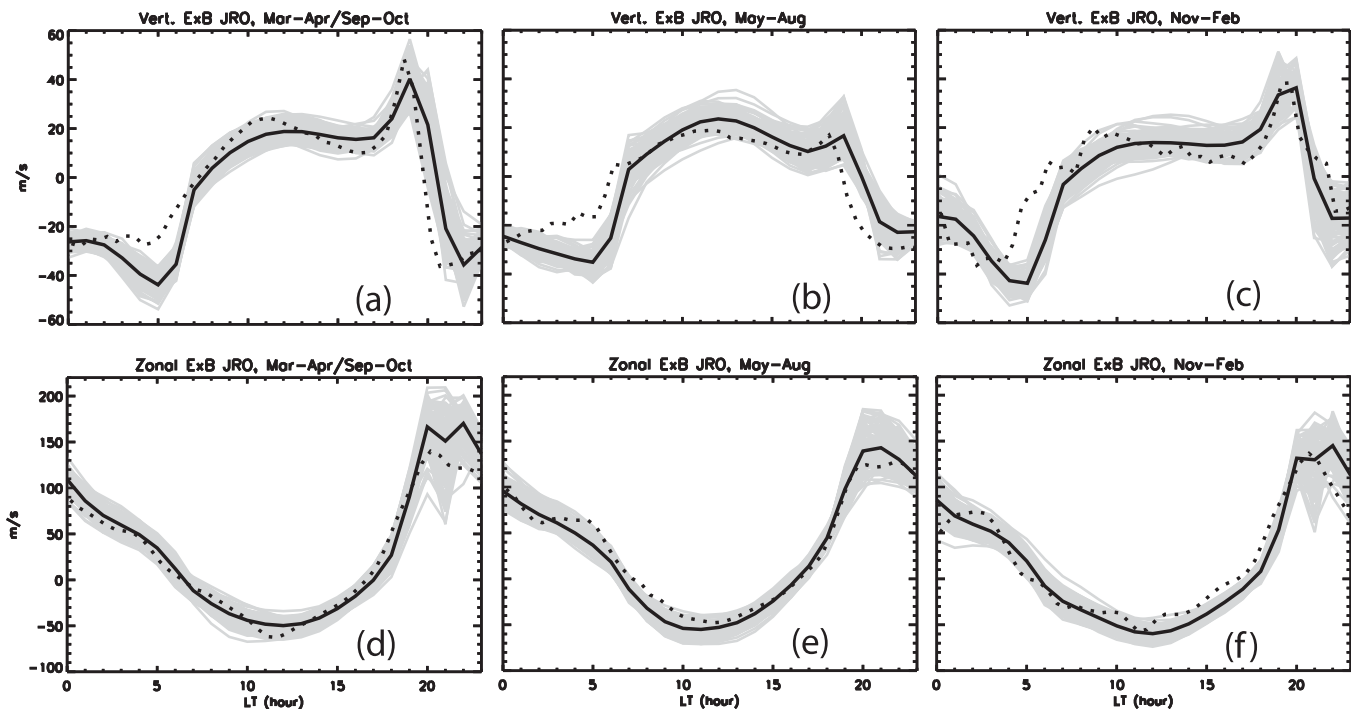 Vert. ExB JRO, Mar-Apr/Sep-Oct
Vert. ExB JRO, May-Aug
Vert. ExB JRO, Nov-Feb
60
40
20
0
-20
-40
-60
m/s
(a)
(b)
(c)
Zonal ExB JRO, Mar-Apr/Sep-Oct
Zonal ExB JRO, May-Aug
Zonal ExB JRO, Nov-Feb
200
150
100
50
0
-50
-100
m/s
(d)
(e)
(f)
0 5 10 15 20
0 5 10 15 20
0 5 10 15 20
LT (hour)
LT (hour)
LT (hour)